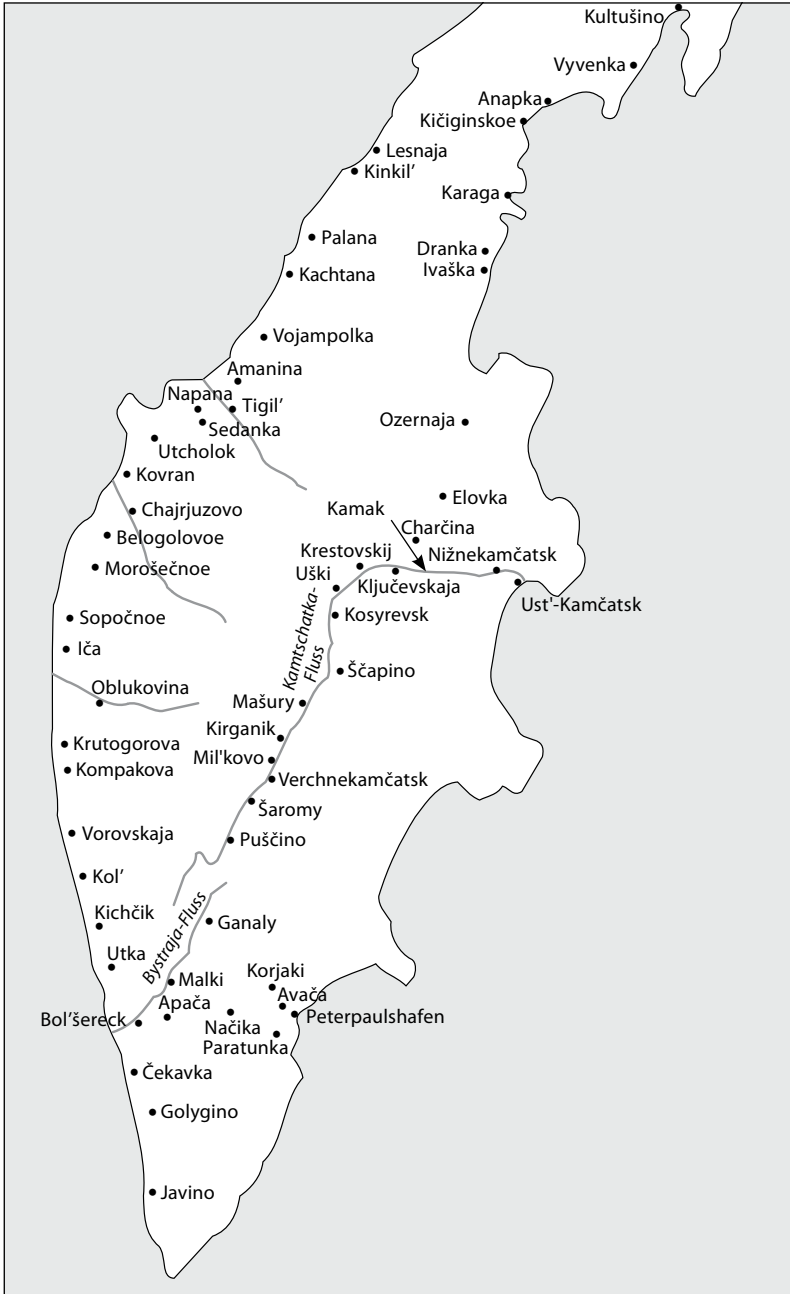 Kultušino
Vyvenka
Anapka
Kičiginskoe
Lesnaja
Kinkil’
Karaga
Palana
Dranka
Ivaška
Kachtana
Vojampolka
Amanina
Napana
Tigil’
Sedanka
Ozernaja
Utcholok
Kovran
Elovka
Kamak
Chajrjuzovo
Charčina
Belogolovoe
Krestovskij
Nižnekamčatsk
Morošečnoe
Uški
Ključevskaja
Ust'-Kamčatsk
Sopočnoe
Kosyrevsk
Kamtschatka-
Fluss
Iča
Ščapino
Oblukovina
Mašury
Kirganik
Krutogorova
Mil'kovo
Kompakova
Verchnekamčatsk
Šaromy
Vorovskaja
Puščino
Kol’
Kichčik
Bystraja-Fluss
Ganaly
Utka
Malki
Korjaki
Avača
Apača
Bol’šereck
Načika
Peterpaulshafen
Paratunka
Čekavka
Golygino
Javino